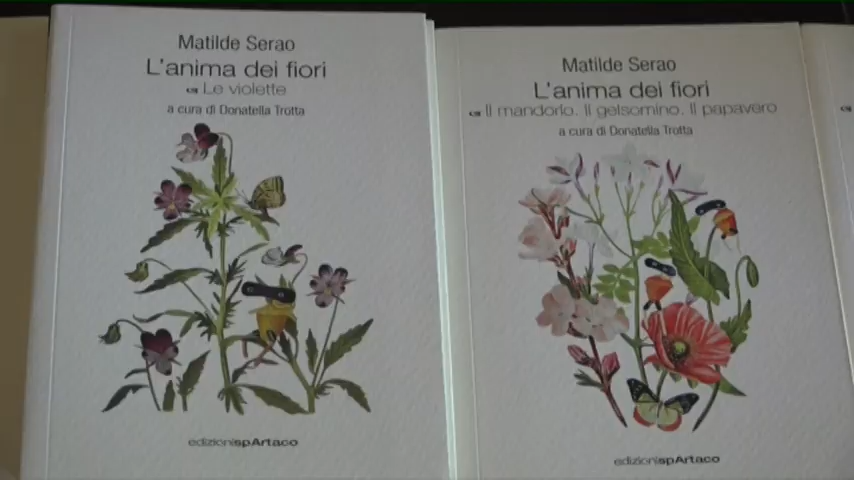 Matilde Serao
L'anima dei fiori
Le violette
a cura di Donatella Trotta
edizionispArtaco
Matilde Serao
L'anima dei fiori
Il mandorlo. Il gelsomino. Il papavero
a cura di Donatella Trotta
edizionispArtaco